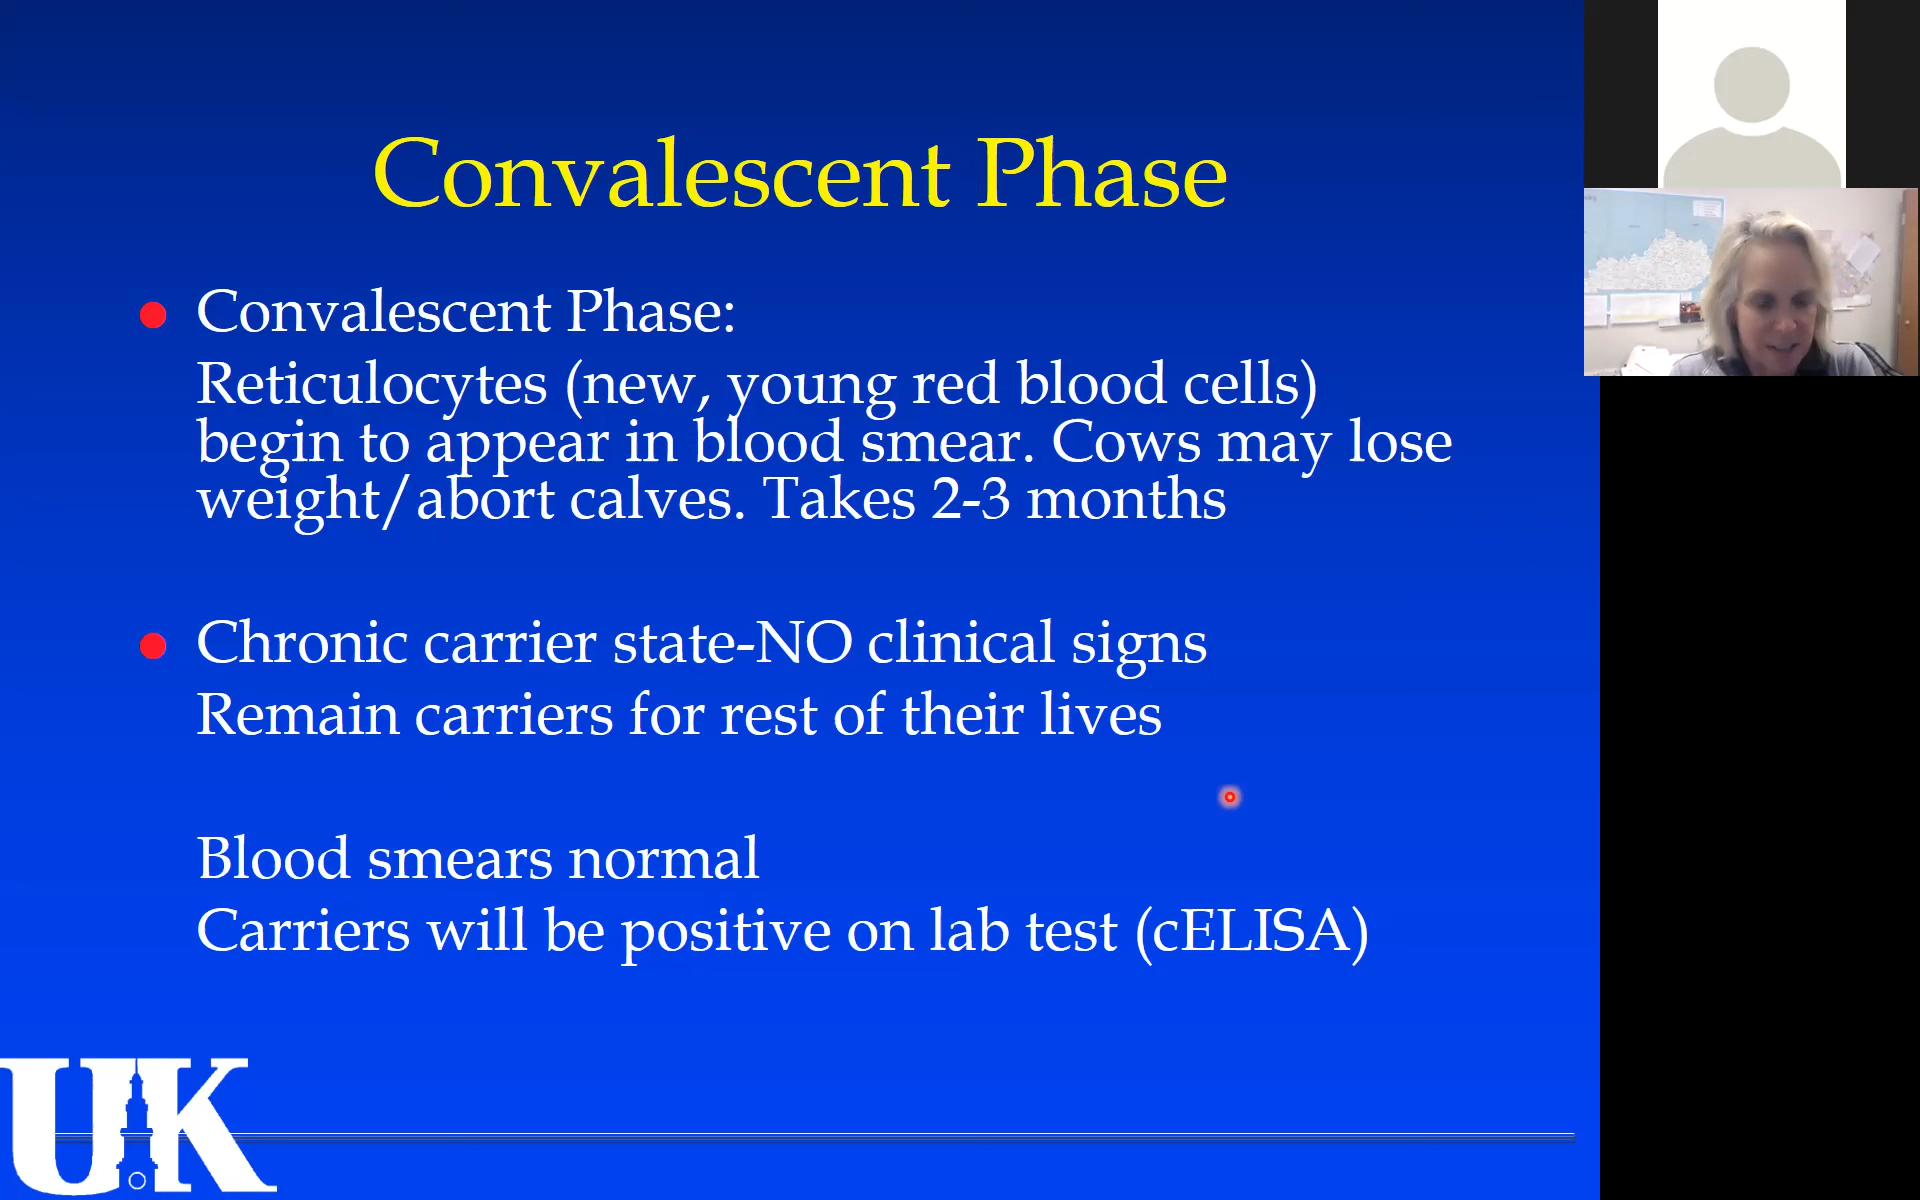 Convalescent Phase
Convalescent Phase:
Reticulocytes (new, young red blood cells)
begin to appear in blood smear. Cows may lose
weight/abort calves. Takes 2-3 months
Chronic carrier state-NO clinical signs
Remain carriers for rest of their lives
Blood smears normal
Carriers will be positive on lab test (cELISA)
UK